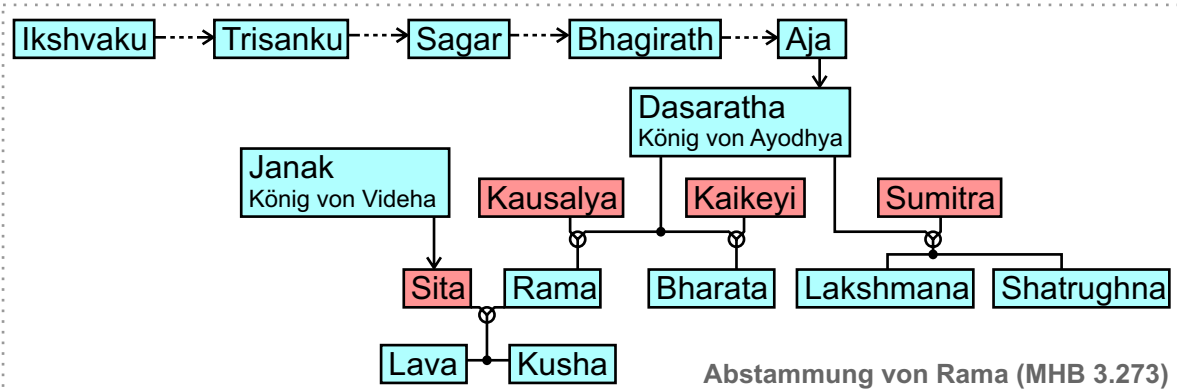 Ikshvaku
Trisanku
Sagar
Bhagirath
Aja
Dasaratha
König von Ayodhya
Janak
König von Videha
Kausalya
Kaikeyi
Sumitra
Sita
Rama
Bharata
Lakshmana
Shatrughna
Lava
Kusha
Abstammung von Rama (MHB 3.273)